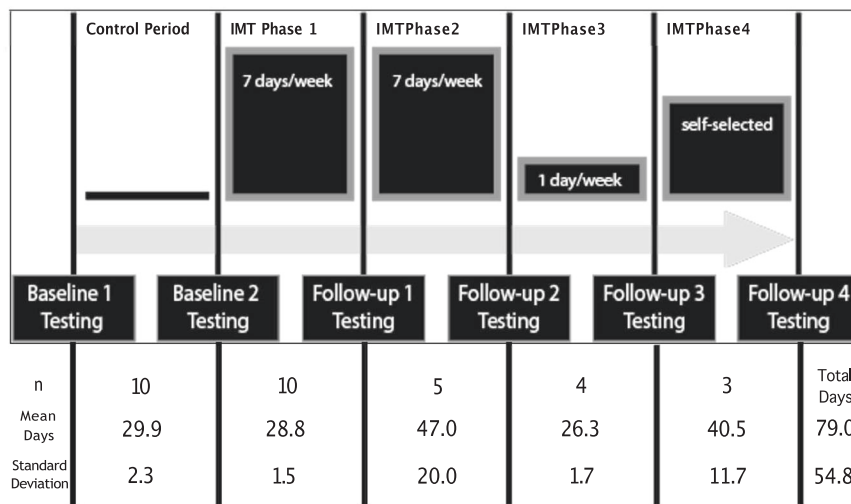 Control Period IMT Phase 1 IMTPhase2 IMTPhase3 IMTPhase4
7 days/week 7 days/week
self-selected
1 day/week
Baseline 1 Baseline 2 Follow-up 1 Follow-up 2 Follow-up 3 Follow-up 4
Testing Testing Testing Testing Testing Testing
n 10 10 5 4 3 Total Days
Mean Days 29.9 28.8 47.0 26.3 40.5 79.0
Standard Deviation 2.3 1.5 20.0 1.7 11.7 54.8